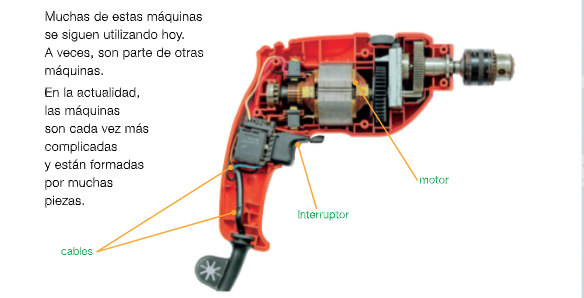 Muchas de estas máquinas
se siguen utilizando hoy.
A veces, son parte de otras
máquinas.
En la actualidad,
las máquinas
son cada vez más
complicadas
y están formadas
por muchas
piezas.
motor
Interruptor
cables